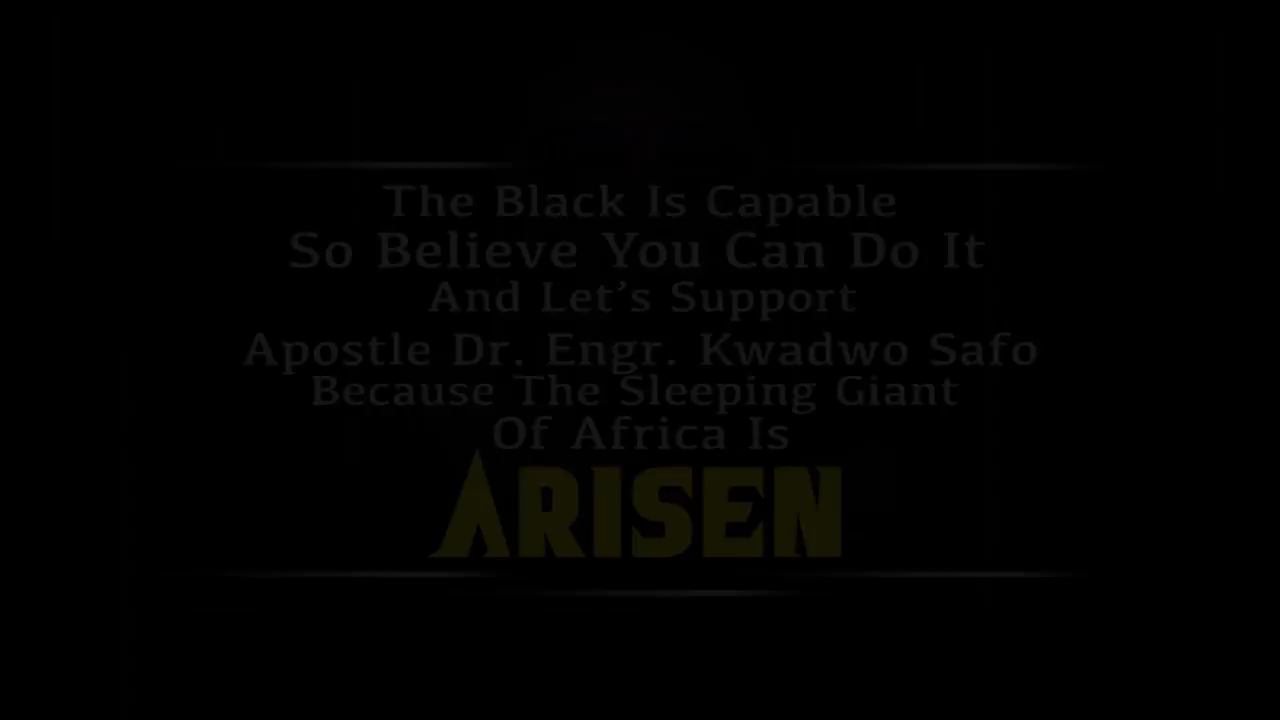 The Black Is Capable
So Believe You Can Do It
And Let’s Support
Apostle Dr. Engr. Kwadwo Safo
Because The Sleeping Giant
Of Africa Is
ARISEN